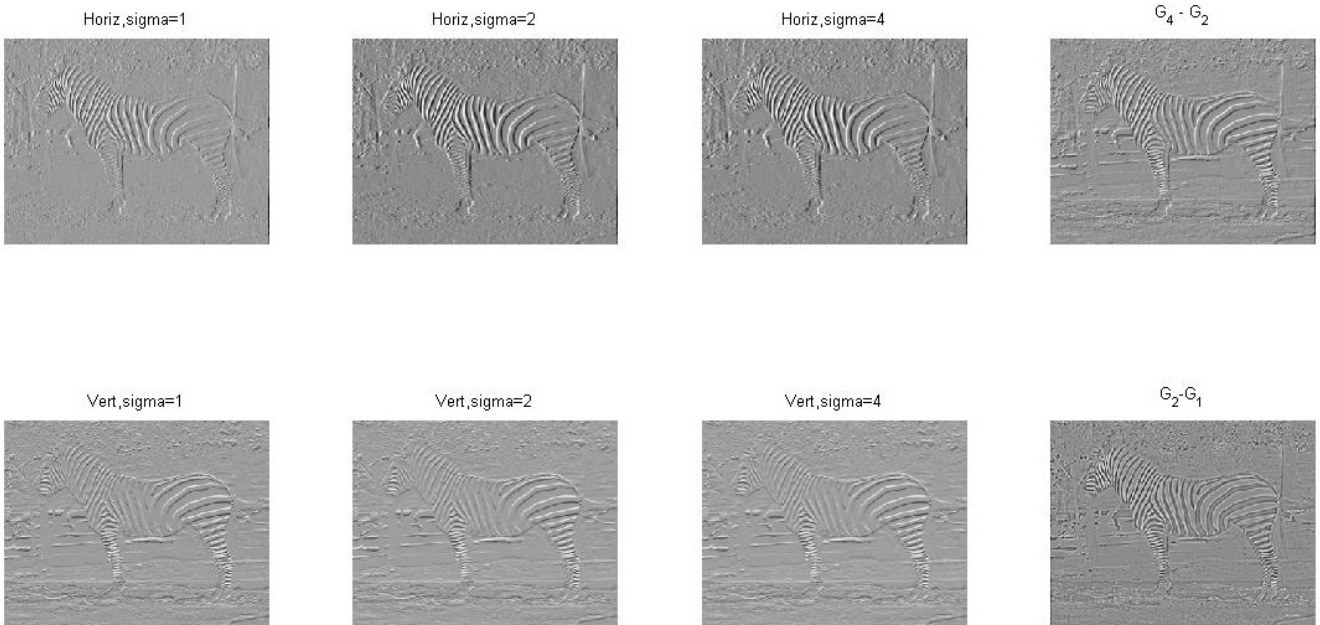 Horiz,sigma=1
Horiz,sigma=2
Horiz,sigma=4
G₄ - G₂
Vert,sigma=1
Vert,sigma=2
Vert,sigma=4
G₂-G₁